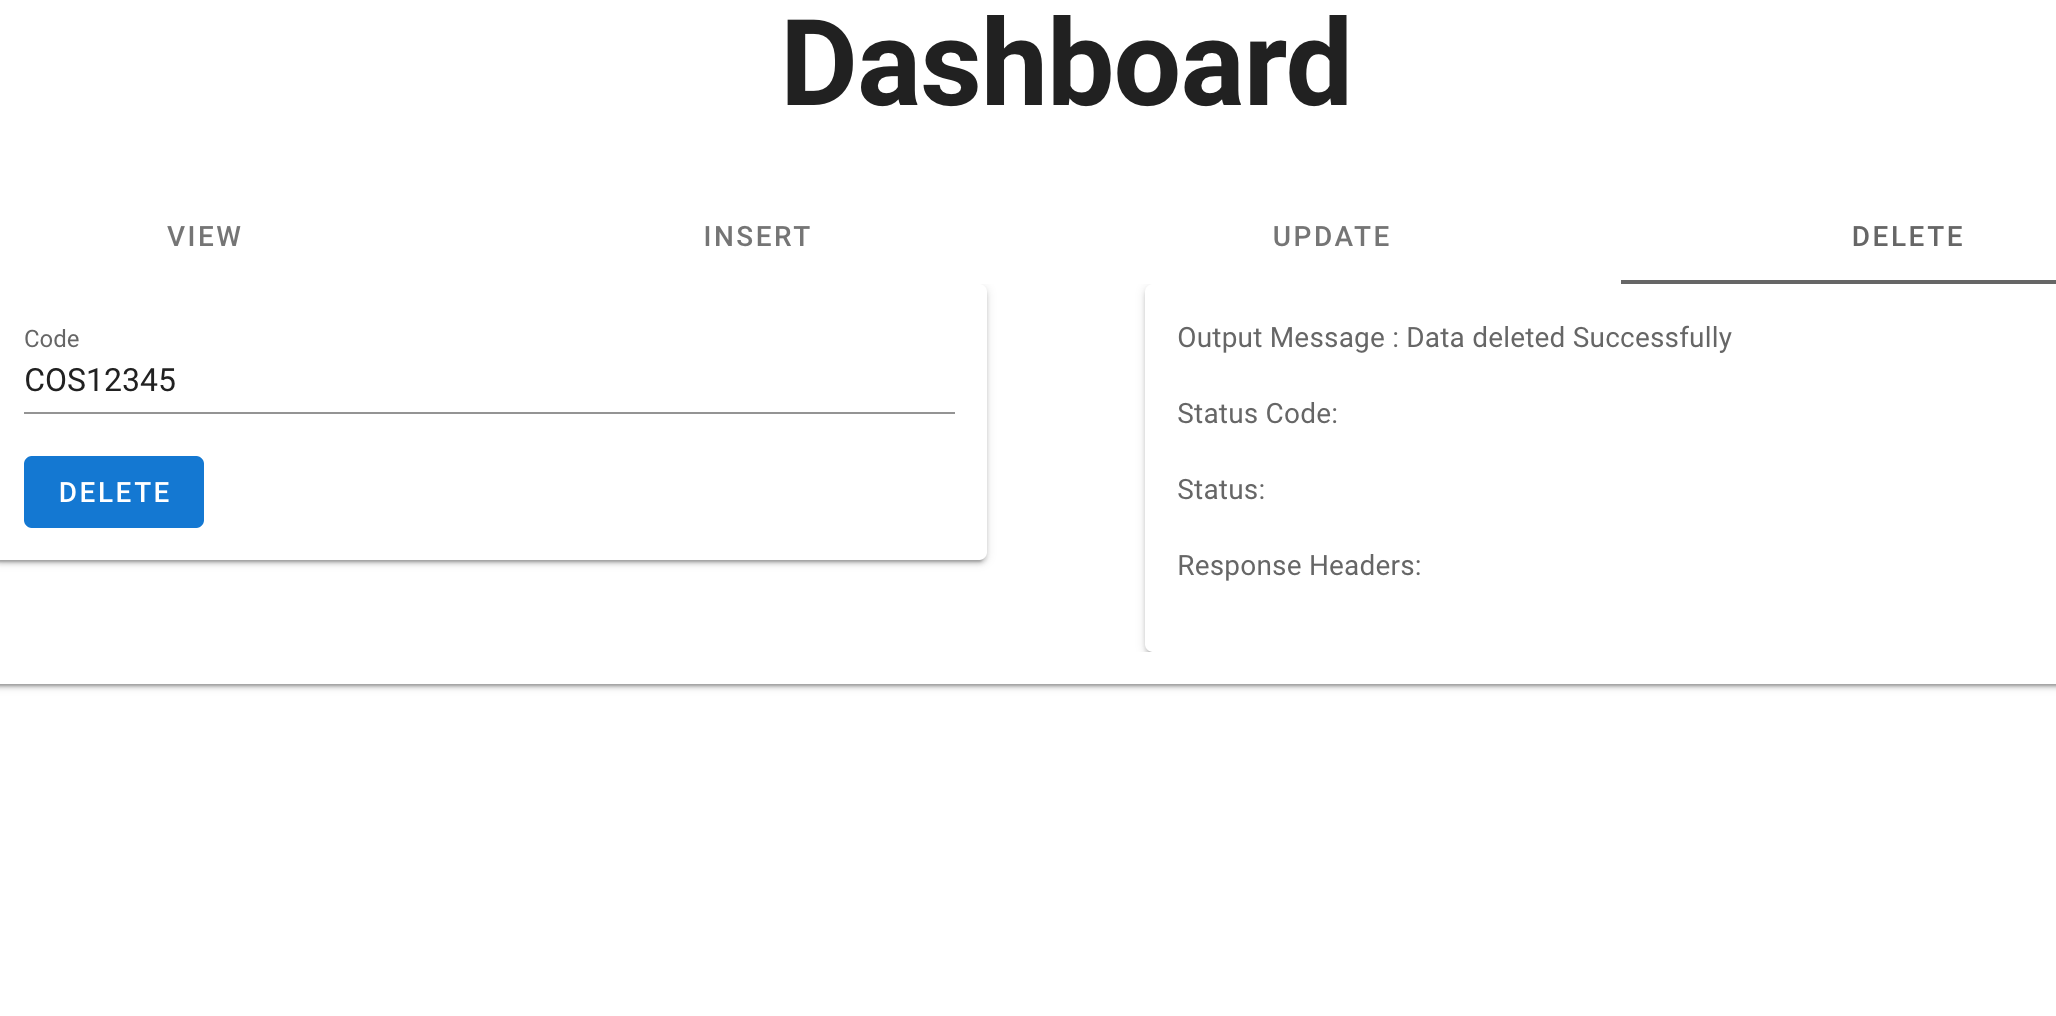 Dashboard
VIEW INSERT UPDATE DELETE
Code
COS12345
DELETE
Output Message : Data deleted Successfully
Status Code:
Status:
Response Headers: